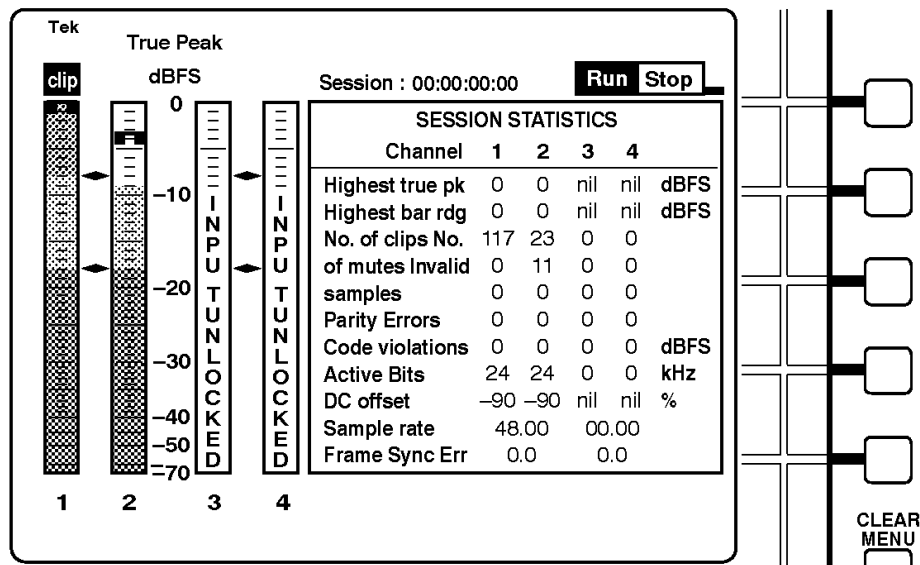 Tek
True Peak
clip
dBFS
Session : 00:00:00:00
Run Stop
0
−10
−20
−30
−40
−50
−70
INPUT UNLOCKED
INPUT UNLOCKED
1 2 3 4
SESSION STATISTICS
Channel 1 2 3 4
Highest true pk 0 0 nil nil dBFS
Highest bar rdg 0 0 nil nil dBFS
No. of clips No. 117 23 0 0
of mutes Invalid 0 11 0 0
samples 0 0 0 0
Parity Errors 0 0 0 0
Code violations 0 0 0 0 dBFS
Active Bits 24 24 0 0 kHz
DC offset −90 −90 nil nil %
Sample rate 48.00 00.00
Frame Sync Err 0.0 0.0
CLEAR
MENU